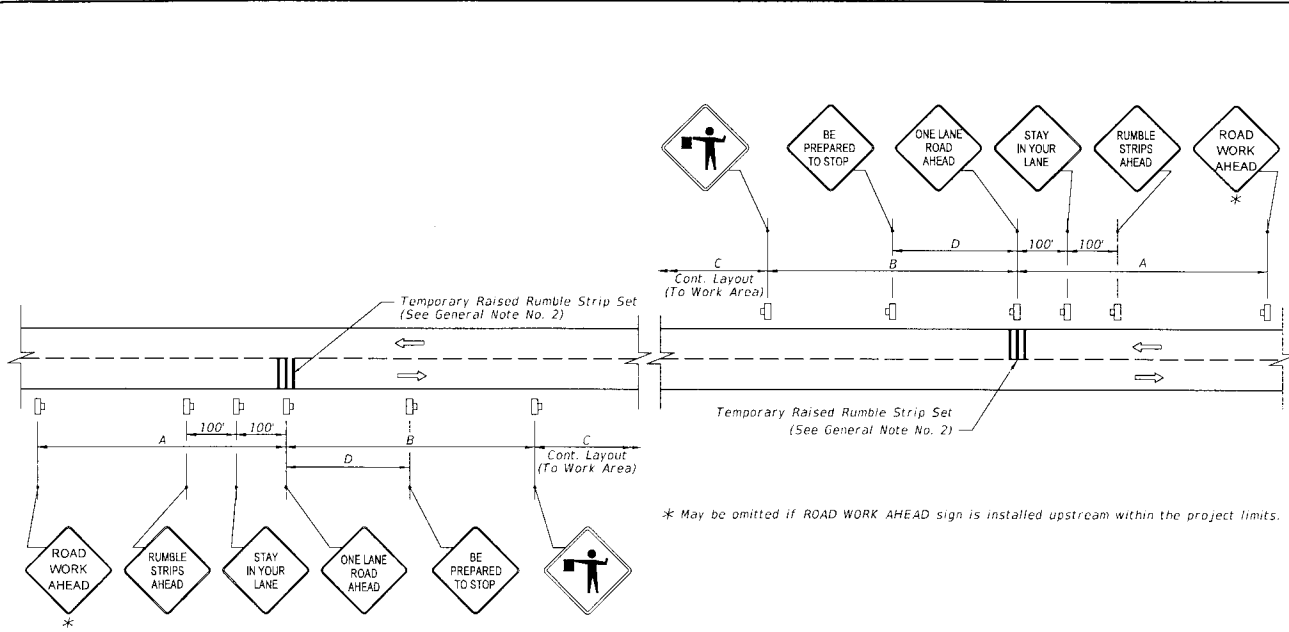 BE
PREPARED
TO STOP
ONE LANE
ROAD
AHEAD
STAY
IN YOUR
LANE
RUMBLE
STRIPS
AHEAD
ROAD
WORK
AHEAD
*
D
100'
100'
C
B
A
Cont. Layout
(To Work Area)
Temporary Raised Rumble Strip Set
(See General Note No. 2)
Temporary Raised Rumble Strip Set
(See General Note No. 2)
100'
100'
A
B
C
Cont. Layout
(To Work Area)
D
* May be omitted if ROAD WORK AHEAD sign is installed upstream within the project limits.
ROAD
WORK
AHEAD
*
RUMBLE
STRIPS
AHEAD
STAY
IN YOUR
LANE
ONE LANE
ROAD
AHEAD
BE
PREPARED
TO STOP